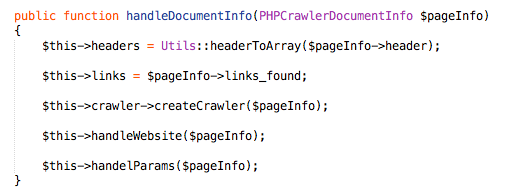 public function handleDocumentInfo(PHPCrawlerDocumentInfo $pageInfo)
{
$this->headers = Utils::headerToArray($pageInfo->header);
$this->links = $pageInfo->links_found;
$this->crawler->createCrawler($pageInfo);
$this->handleWebsite($pageInfo);
$this->handelParams($pageInfo);
}